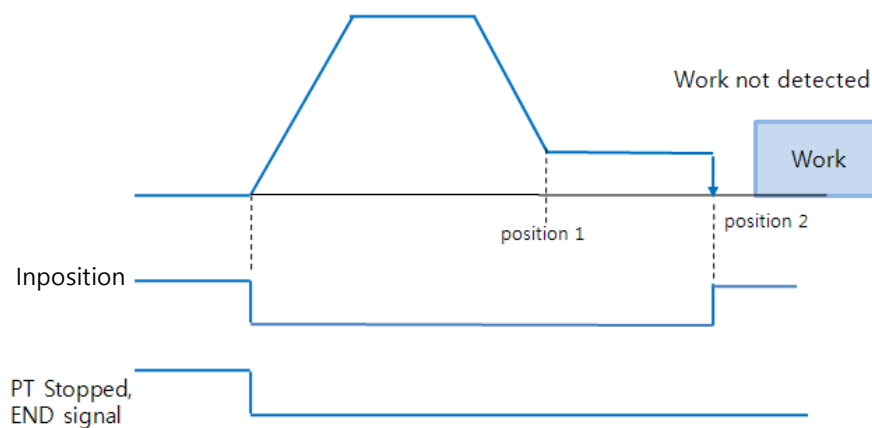 Work not detected
Work
position 1
position 2
Inposition
PT Stopped,
END signal